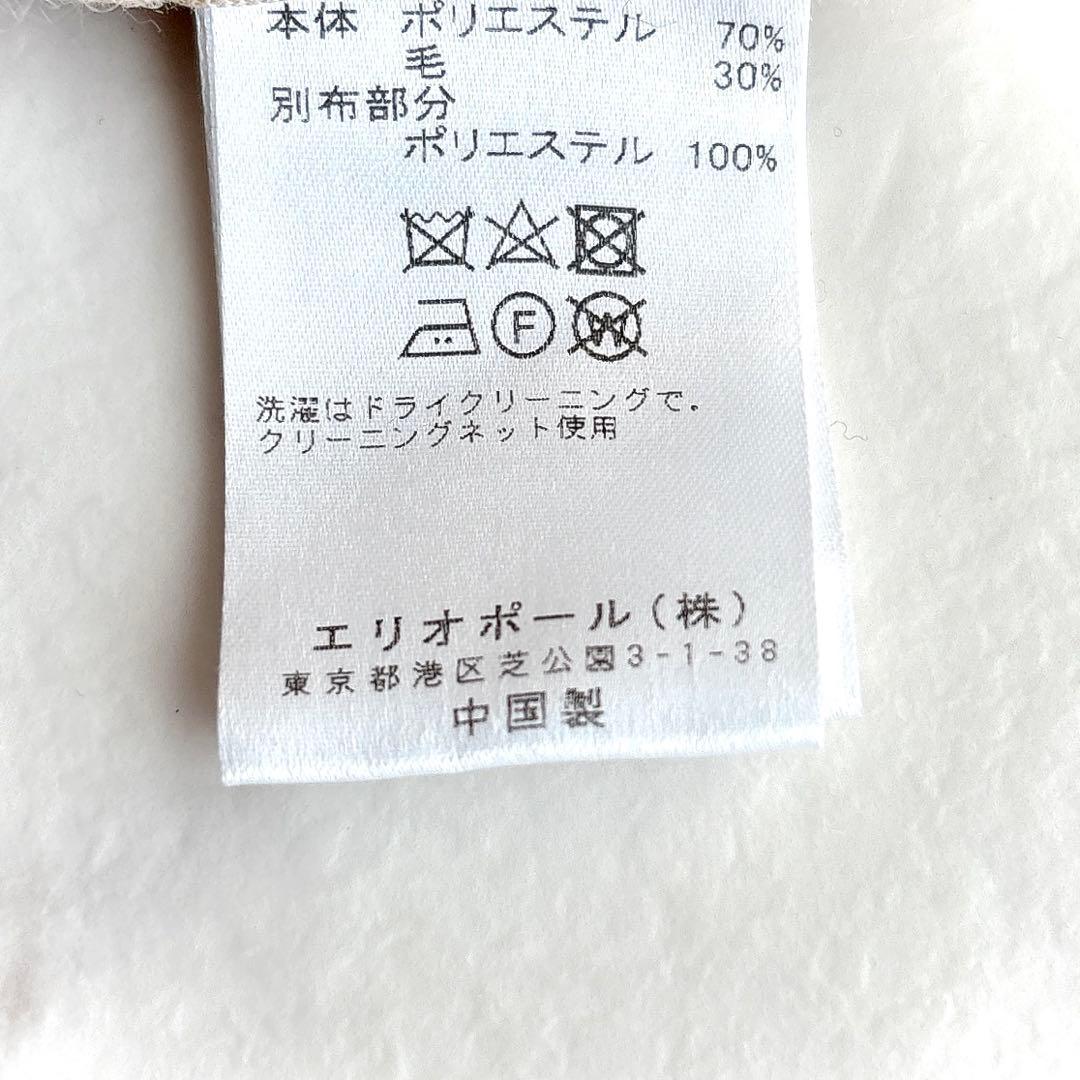 本体 ポリエステル 70%
毛 30%
別布部分
ポリエステル 100%
F
W
洗濯はドライクリーニングで。
クリーニングネット使用
エリオポール(株)
東京都港区芝公園3-1-38
中国製